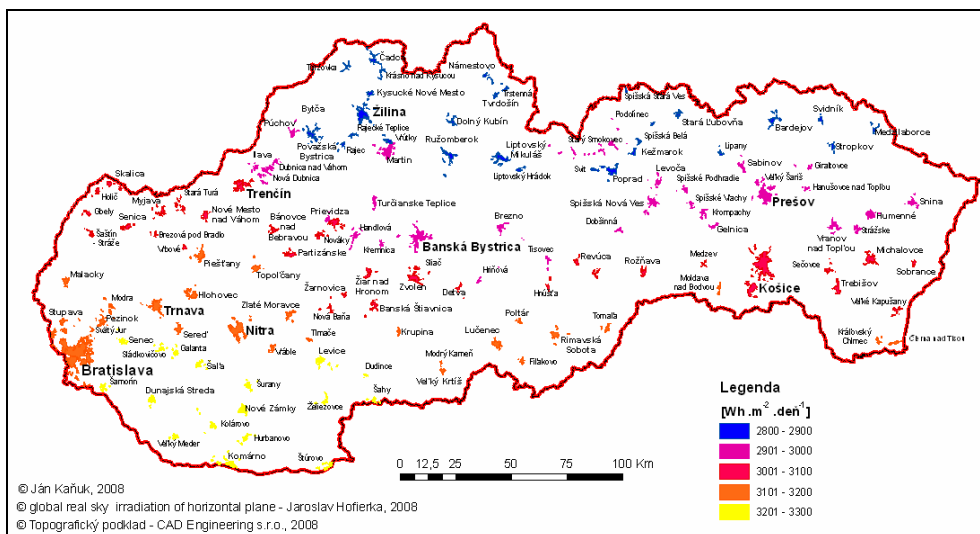 Čadca
Turzovka
Krásno nad Kysucou
Námestovo
Kysucké Nové Mesto
Trstená
Tvrdošín
Bytča
Žilina
Púchov
Rajecké Teplice
Dolný Kubín
Považská
Bystrica
Rajec
Vrútky
Martin
Ružomberok
Liptovský
Mikuláš
Liptovský Hrádok
Spišská Stará Ves
Podolínec
Stará Ľubovňa
Starý Smokovec
Spišská Belá
Kežmarok
Svit
Poprad
Lipany
Bardejov
Svidník
Medzilaborce
Stropkov
Ilava
Dubnica nad Váhom
Nová Dubnica
Trenčín
Turčianske Teplice
Levoča
Spišské Podhradie
Sabinov
Veľký Šariš
Giraltovce
Hanušovce nad Topľou
Prešov
Snina
Humenné
Strážske
Skalica
Holíč
Gbely
Myjava
Stará Turá
Senica
Šaštín
- Stráže
Nové Mesto
nad Váhom
Brezová pod Bradlo
Vrbové
Bánovce
nad
Bebravou
Prievidza
Handlová
Nováky
Kremnica
Partizánske
Banská Bystrica
Brezno
Tisovec
Spišská Nová Ves
Dobšinná
Spišské Vlachy
Krompachy
Gelnica
Vranov
nad Topľou
Michalovce
Sobrance
Piešťany
Topoľčany
Sliač
Zvolen
Žiar nad
Hronom
Hriňová
Detva
Hnúšťa
Revúca
Rožňava
Medzev
Moldava
nad Bodvou
Košice
Sečovce
Trebišov
Veľké Kapušany
Malacky
Hlohovec
Žarnovica
Nová Baňa
Banská Štiavnica
Modra
Trnava
Zlaté Moravce
Stupava
Pezinok
Svätý Jur
Senec
Sereď
Nitra
Tlmače
Krupina
Lučenec
Poltár
Tornaľa
Rimavská
Sobota
Fiľakovo
Kráľovský
Chlmec
Čierna nad Tisou
Sládkovičovo
Galanta
Vráble
Levice
Bratislava
Šaľa
Dudince
Modrý Kameň
Šamorín
Šurany
Šahy
Veľký Krtíš
Dunajská Streda
Nové Zámky
Želiezovce
Kolárovo
Veľký Meder
Hurbanovo
Komárno
Štúrovo
Legenda
[Wh .m⁻² .deň⁻¹]
2800 - 2900
2901 - 3000
3001 - 3100
3101 - 3200
3201 - 3300
0 12,5 25 50 75 100 Km
© Ján Kaňuk, 2008
© global real sky irradiation of horizontal plane - Jaroslav Hofierka, 2008
© Topografický podklad - CAD Engineering s.r.o., 2008